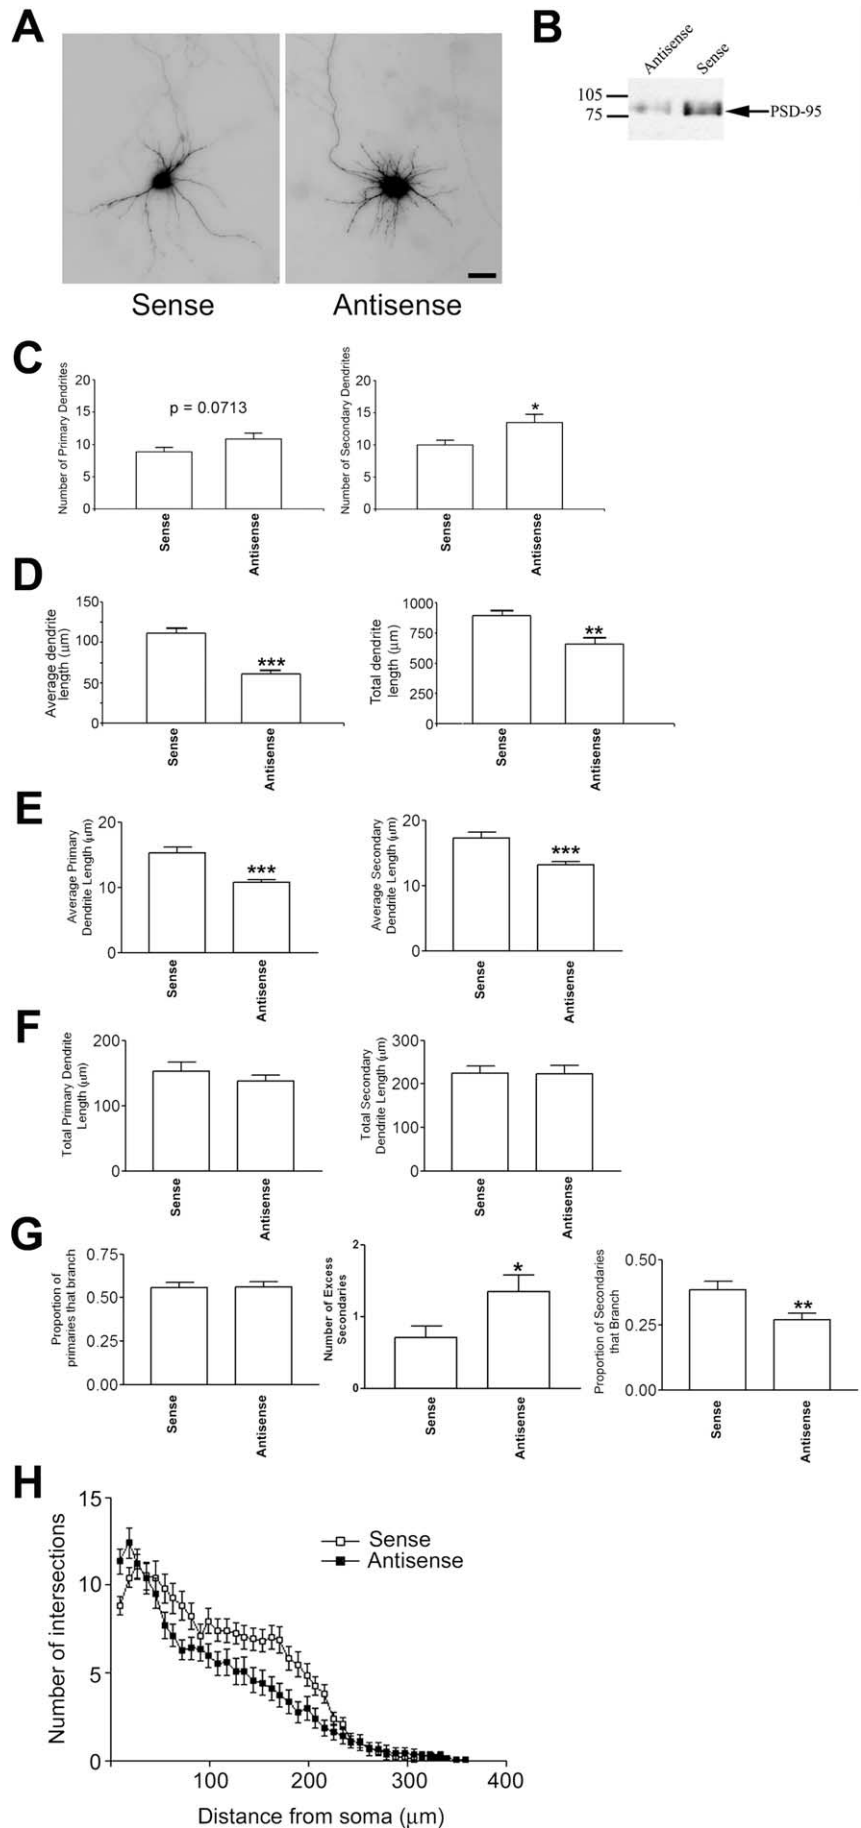 A
B
Sense
Antisense
Antisense
Sense
105
75
PSD-95
C
Number of Primary Dendrites
20
15
10
5
0
p = 0.0713
Sense
Antisense
Number of Secondary Dendrites
20
15
10
5
0
*
Sense
Antisense
D
Average dendrite
length (μm)
150
100
50
0
***
Sense
Antisense
Total dendrite
length (μm)
1000
750
500
250
0
**
Sense
Antisense
E
Average Primary
Dendrite Length (μm)
20
10
0
***
Sense
Antisense
Average Secondary
Dendrite Length (μm)
20
10
0
***
Sense
Antisense
F
Total Primary Dendrite
Length (μm)
200
100
0
Sense
Antisense
Total Secondary
Dendrite Length (μm)
300
200
100
0
Sense
Antisense
G
Proportion of
primaries that branch
0.75
0.50
0.25
0.00
Sense
Antisense
Number of Excess
Secondaries
2
1
0
*
Sense
Antisense
Proportion of Secondaries
that Branch
0.50
0.25
0.00
**
Sense
Antisense
H
Number of intersections
15
10
5
0
Sense
Antisense
100
200
300
400
Distance from soma (μm)